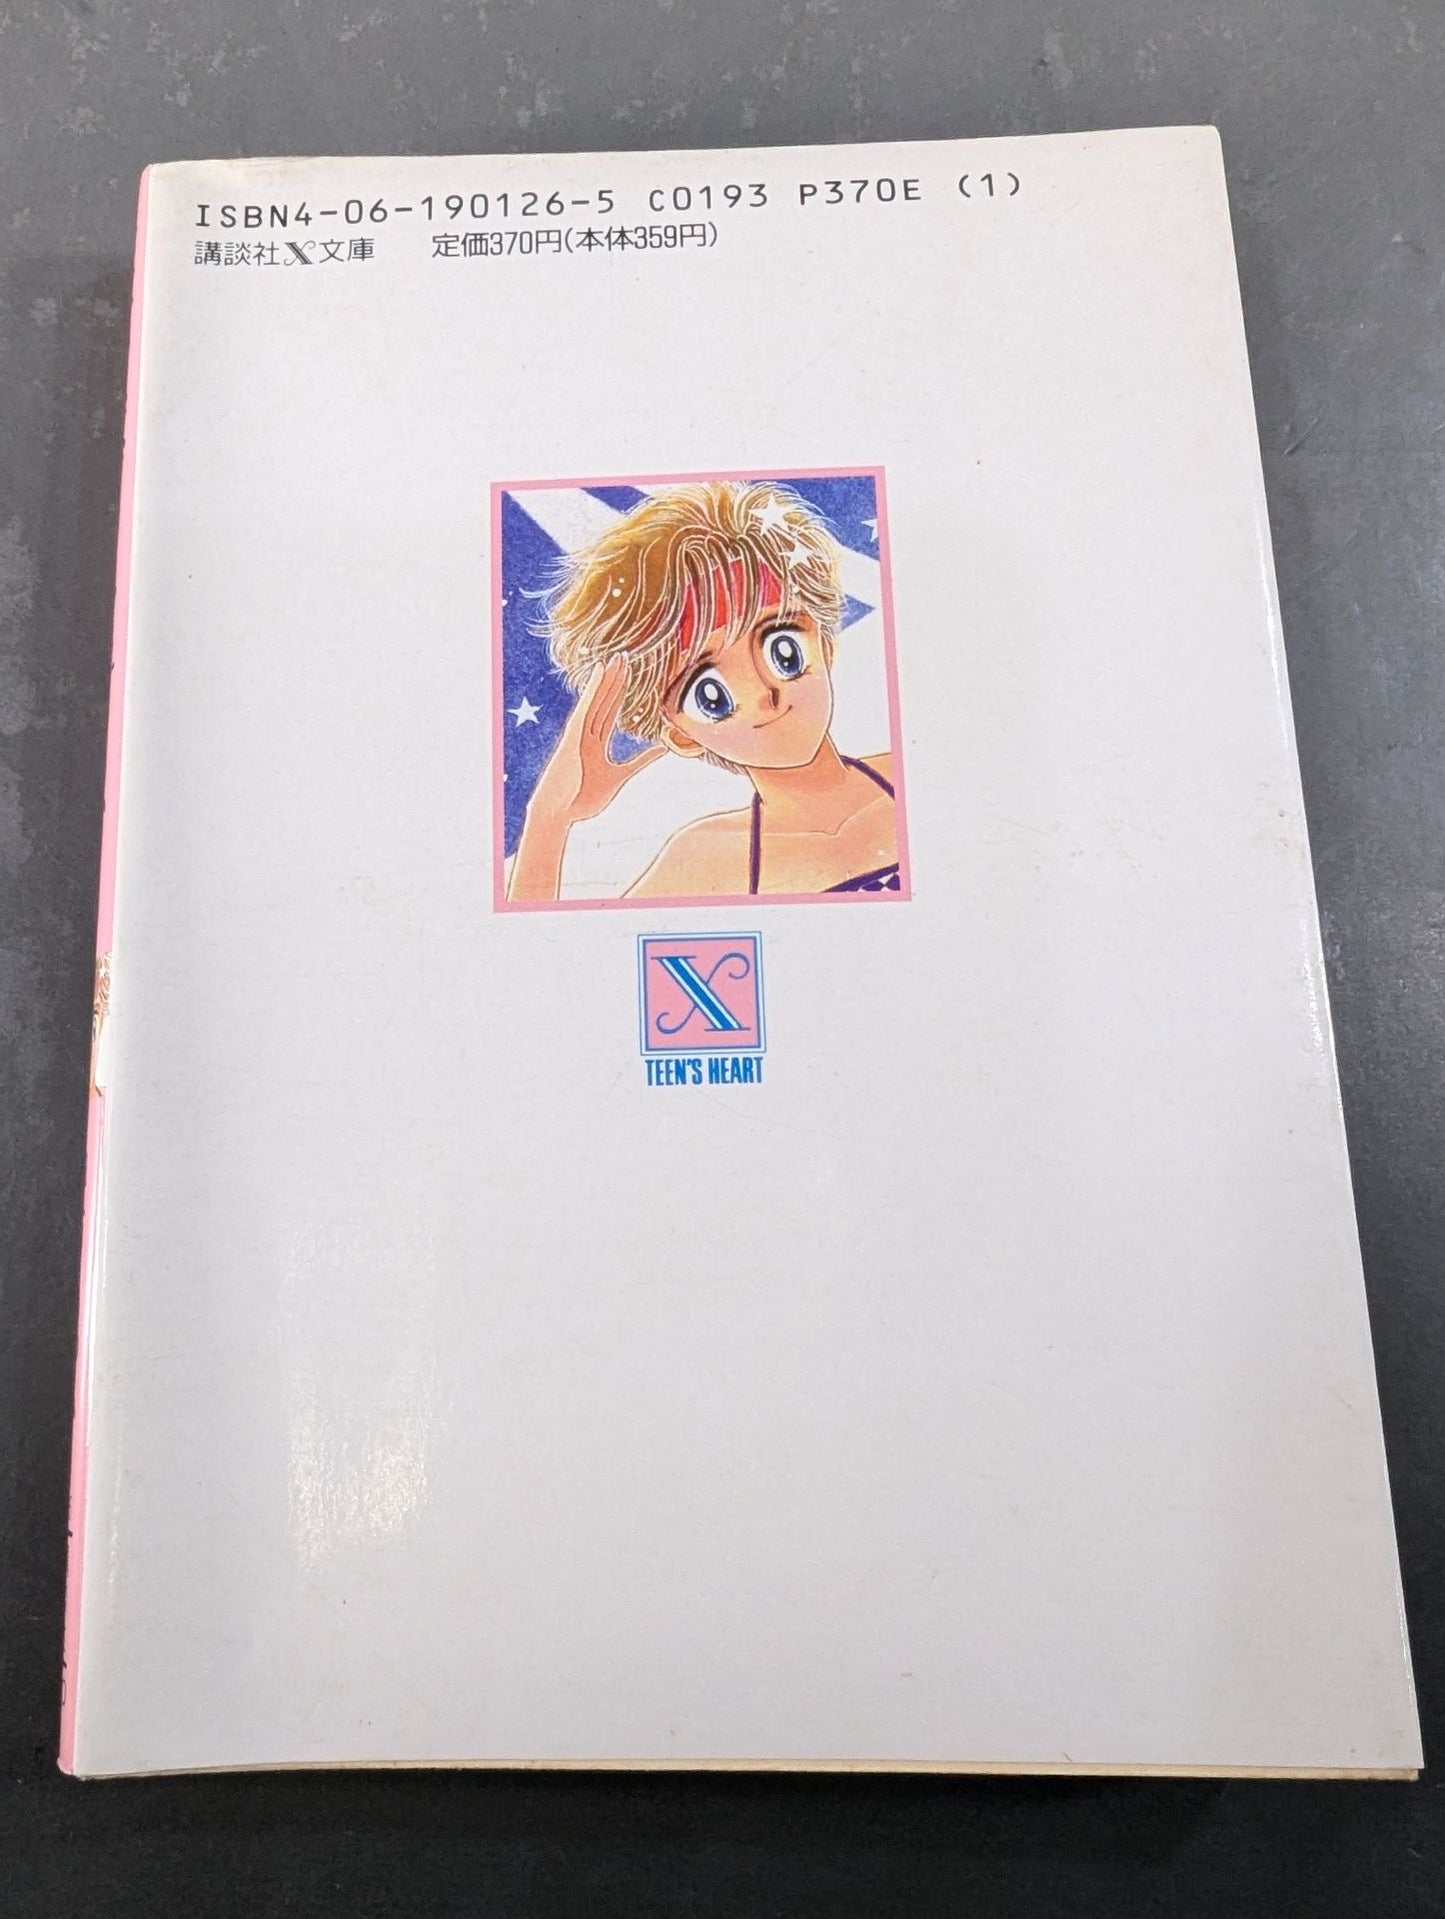 ISBN4-06-190126-5 C0193 P370E (1)
講談社X文庫 定価370円(本体359円)
X
TEEN'S HEART